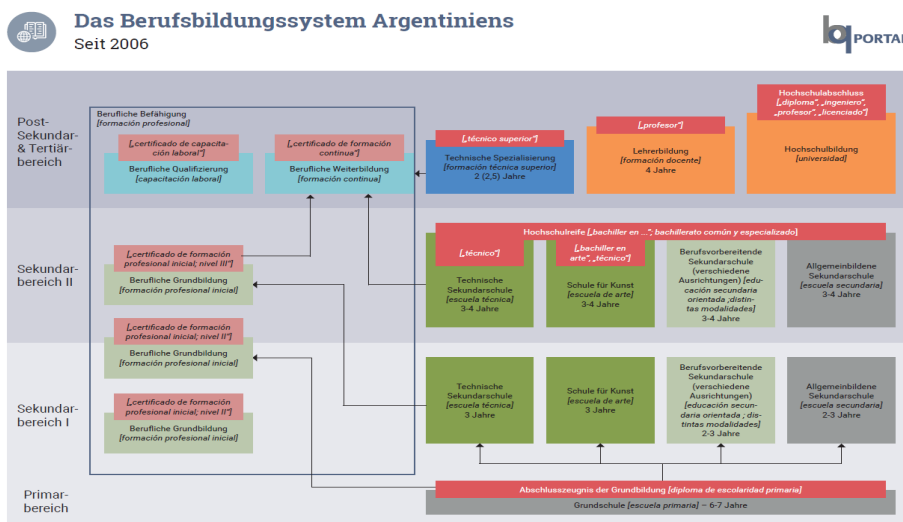 Das Berufsbildungssystem Argentiniens
Seit 2006
bq PORTAL
Post-
Sekundar-
& Tertiär-
bereich
Berufliche Befähigung
[formación profesional]
[„certificado de capacita-
ción laboral“]
Berufliche Qualifizierung
[capacitación laboral]
[„certificado de formación
continua“]
Berufliche Weiterbildung
[formación continua]
[„técnico superior“]
Technische Spezialisierung
[formación técnica superior]
2 (2,5) Jahre
[„profesor“]
Lehrerbildung
[formación docente]
4 Jahre
Hochschulabschluss
[„diploma“, „ingeniero“,
„profesor“, „licenciado“]
Hochschulbildung
[universidad]
Sekundar-
bereich II
[„certificado de formación
profesional inicial; nivel III“]
Berufliche Grundbildung
[formación profesional inicial]
[„certificado de formación
profesional inicial; nivel II“]
Berufliche Grundbildung
[formación profesional inicial]
Hochschulreife [„bachiller en ...“; bachillerato común y especializado]
[„técnico“]
Technische
Sekundarschule
[escuela técnica]
3-4 Jahre
[„bachiller en
arte“, „técnico“]
Schule für Kunst
[escuela de arte]
3-4 Jahre
Berufsvorbereitende
Sekundarschule
(verschiedene
Ausrichtungen) [edu-
cación secundaria
orientada ;distin-
tas modalidades]
3-4 Jahre
Allgemeinbildene
Sekundarschule
[escuela secundaria]
3-4 Jahre
Sekundar-
bereich I
[„certificado de formación
profesional inicial; nivel II“]
Berufliche Grundbildung
[formación profesional inicial]
Technische
Sekundarschule
[escuela técnica]
3 Jahre
Schule für Kunst
[escuela de arte]
3 Jahre
Berufsvorbereitende
Sekundarschule
(verschiedene
Ausrichtungen)
[educación secun-
daria orientada ; dis-
tintas modalidades]
2-3 Jahre
Allgemeinbildene
Sekundarschule
[escuela secundaria]
2-3 Jahre
Primar-
bereich
Abschlusszeugnis der Grundbildung [diploma de escolaridad primaria]
Grundschule [escuela primaria] – 6-7 Jahre